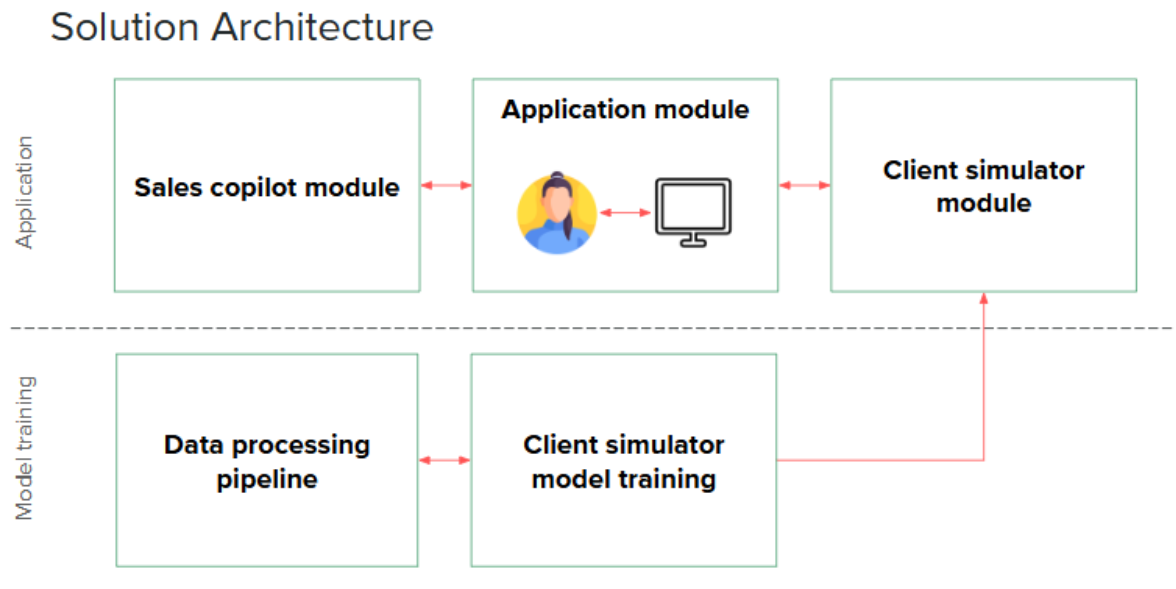 Solution Architecture
Application
Sales copilot module
Application module
Client simulator
module
Model training
Data processing
pipeline
Client simulator
model training